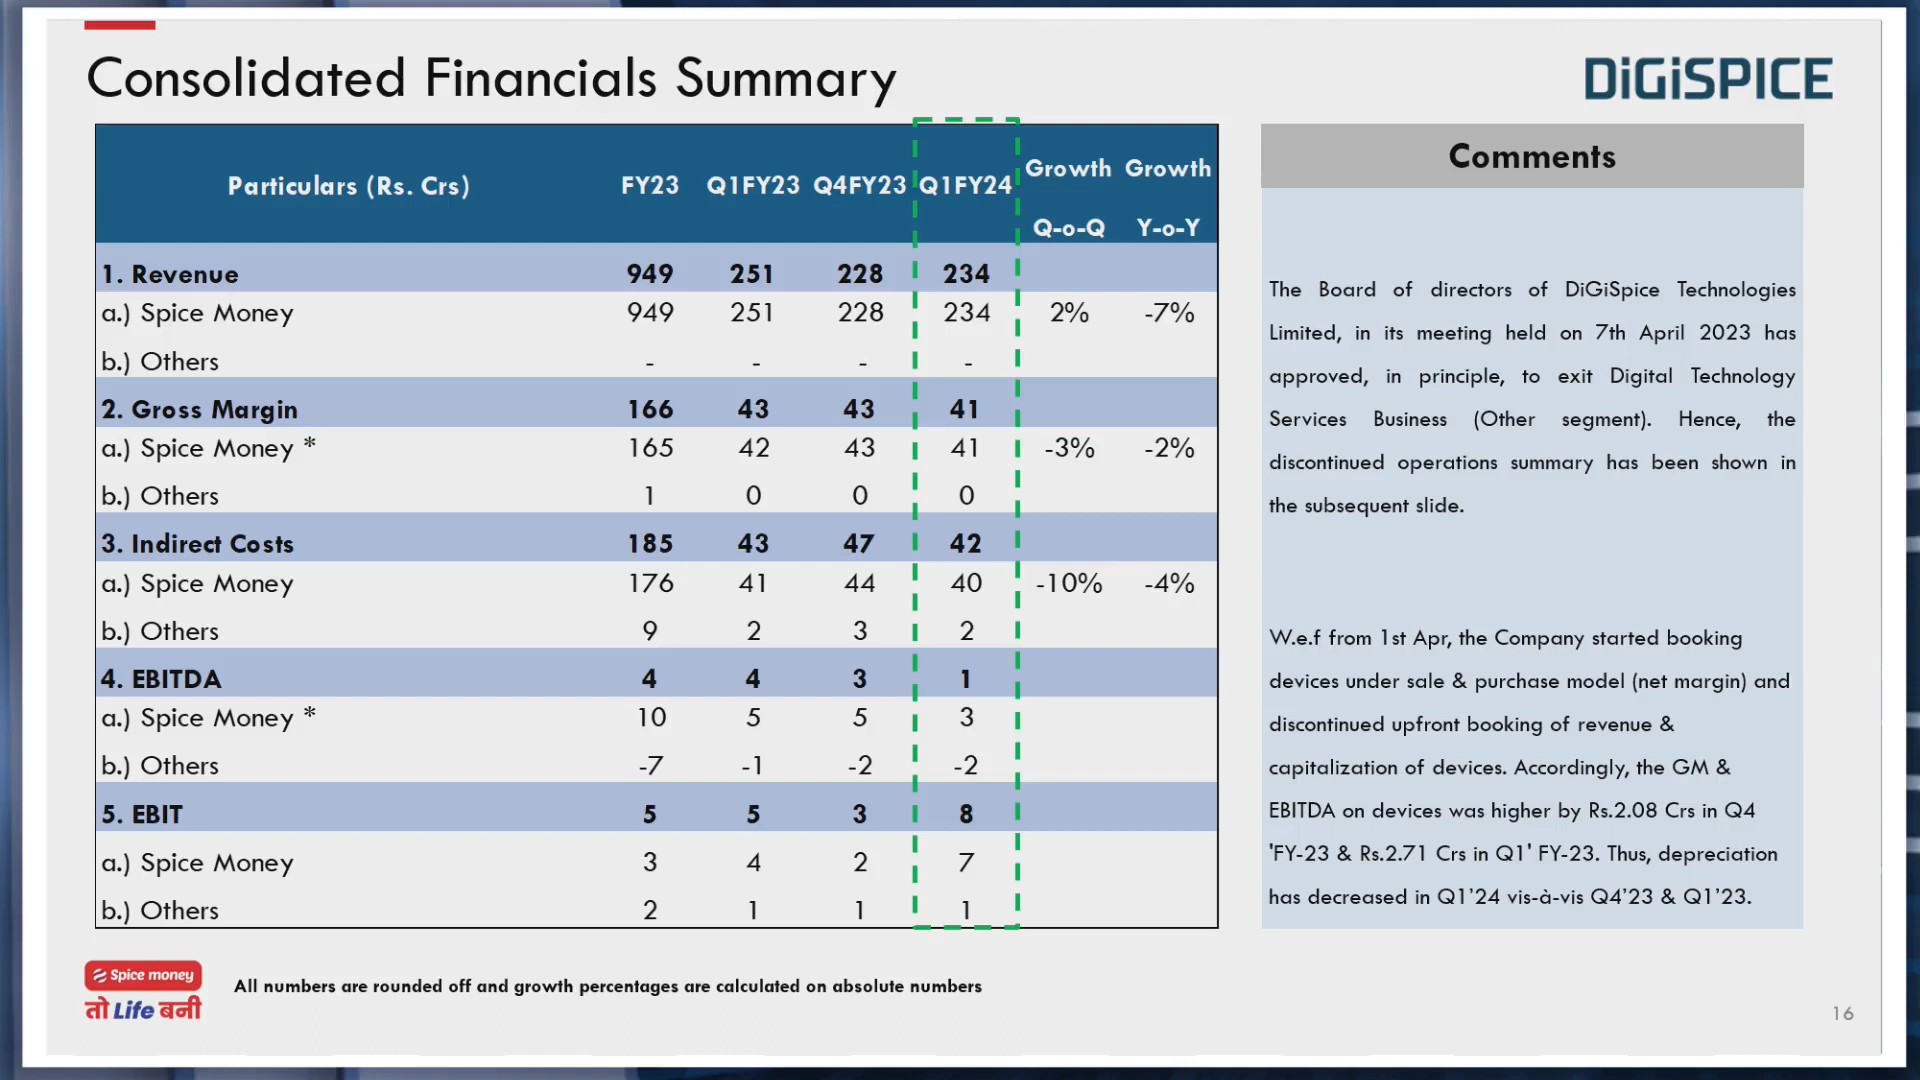 Consolidated Financials Summary
DiGiSPICE
Particulars (Rs. Crs) FY23 Q1FY23 Q4FY23 Q1FY24 Growth Q-o-Q Growth Y-o-Y
1. Revenue 949 251 228 234
a.) Spice Money 949 251 228 234 2% -7%
b.) Others - - - -
2. Gross Margin 166 43 43 41
a.) Spice Money * 165 42 43 41 -3% -2%
b.) Others 1 0 0 0
3. Indirect Costs 185 43 47 42
a.) Spice Money 176 41 44 40 -10% -4%
b.) Others 9 2 3 2
4. EBITDA 4 4 3 1
a.) Spice Money * 10 5 5 3
b.) Others -7 -1 -2 -2
5. EBIT 5 5 3 8
a.) Spice Money 3 4 2 7
b.) Others 2 1 1 1
Comments
The Board of directors of DiGiSpice Technologies
Limited, in its meeting held on 7th April 2023 has
approved, in principle, to exit Digital Technology
Services Business (Other segment). Hence, the
discontinued operations summary has been shown in
the subsequent slide.
W.e.f from 1st Apr, the Company started booking
devices under sale & purchase model (net margin) and
discontinued upfront booking of revenue &
capitalization of devices. Accordingly, the GM &
EBITDA on devices was higher by Rs.2.08 Crs in Q4
'FY-23 & Rs.2.71 Crs in Q1' FY-23. Thus, depreciation
has decreased in Q1’24 vis-à-vis Q4’23 & Q1’23.
Spice money
तो Life बनी
All numbers are rounded off and growth percentages are calculated on absolute numbers
16